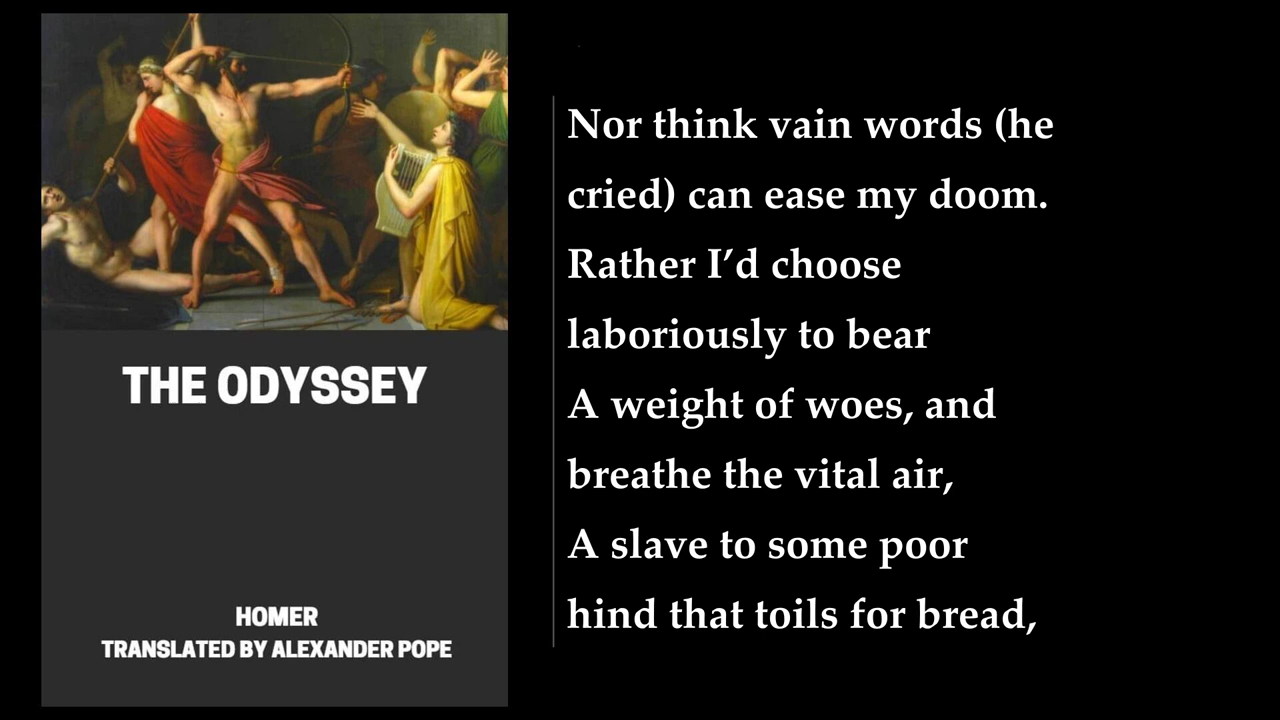 THE ODYSSEY
HOMER
TRANSLATED BY ALEXANDER POPE
Nor think vain words (he
cried) can ease my doom.
Rather I’d choose
laboriously to bear
A weight of woes, and
breathe the vital air,
A slave to some poor
hind that toils for bread,